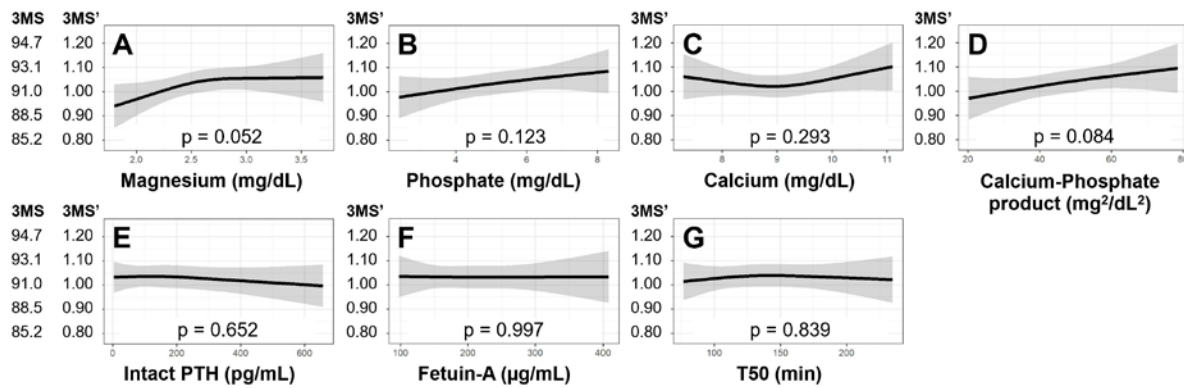 3MS 3MS’ 3MS’ 3MS’ 3MS’
94.7 1.20 A 1.20 B 1.20 C 1.20 D
93.1 1.10 1.10 1.10 1.10
91.0 1.00 1.00 1.00 1.00
88.5 0.90 0.90 0.90 0.90
85.2 0.80 p = 0.052 0.80 p = 0.123 0.80 p = 0.293 0.80 p = 0.084
2.0 2.5 3.0 3.5 4 6 8 8 9 10 11 20 40 60 80
Magnesium (mg/dL) Phosphate (mg/dL) Calcium (mg/dL) Calcium-Phosphate
product (mg²/dL²)
3MS 3MS’ 3MS’ 3MS’
94.7 1.20 E 1.20 F 1.20 G
93.1 1.10 1.10 1.10
91.0 1.00 1.00 1.00
88.5 0.90 0.90 0.90
85.2 0.80 p = 0.652 0.80 p = 0.997 0.80 p = 0.839
0 200 400 600 100 200 300 400 100 150 200
Intact PTH (pg/mL) Fetuin-A (µg/mL) T50 (min)